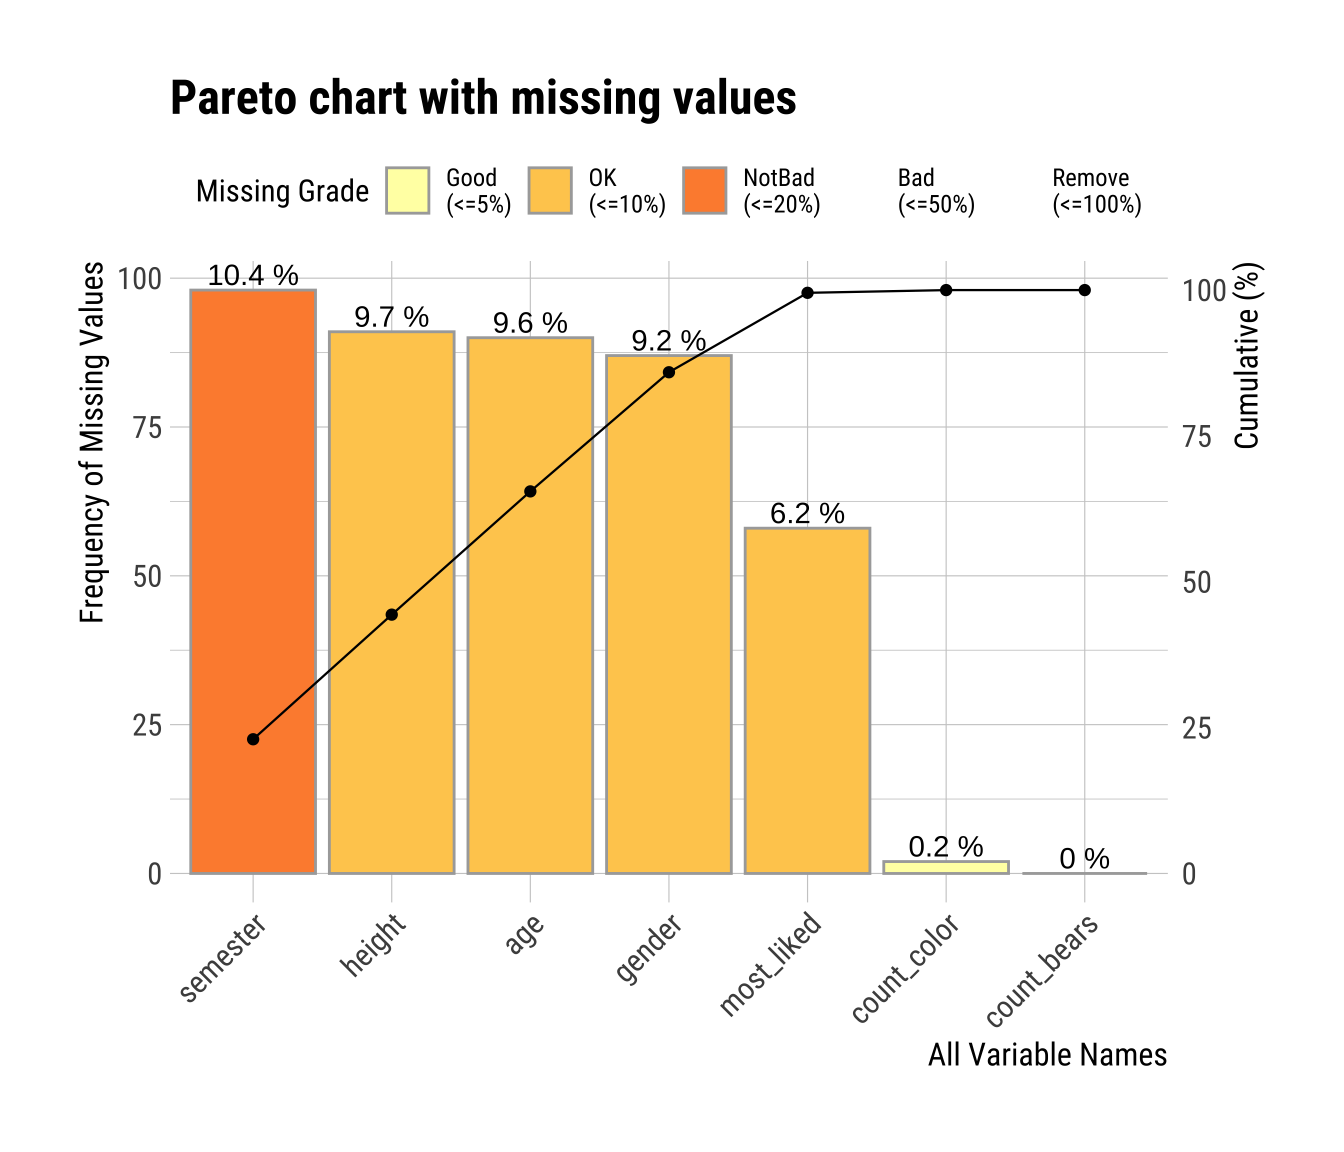 Pareto chart with missing values
Missing Grade
Good
(<=5%)
OK
(<=10%)
NotBad
(<=20%)
Bad
(<=50%)
Remove
(<=100%)
Frequency of Missing Values
100
75
50
25
0
10.4 %
9.7 %
9.6 %
9.2 %
6.2 %
0.2 %
0 %
100
75
50
25
0
Cumulative (%)
semester
height
age
gender
most_liked
count_color
count_bears
All Variable Names